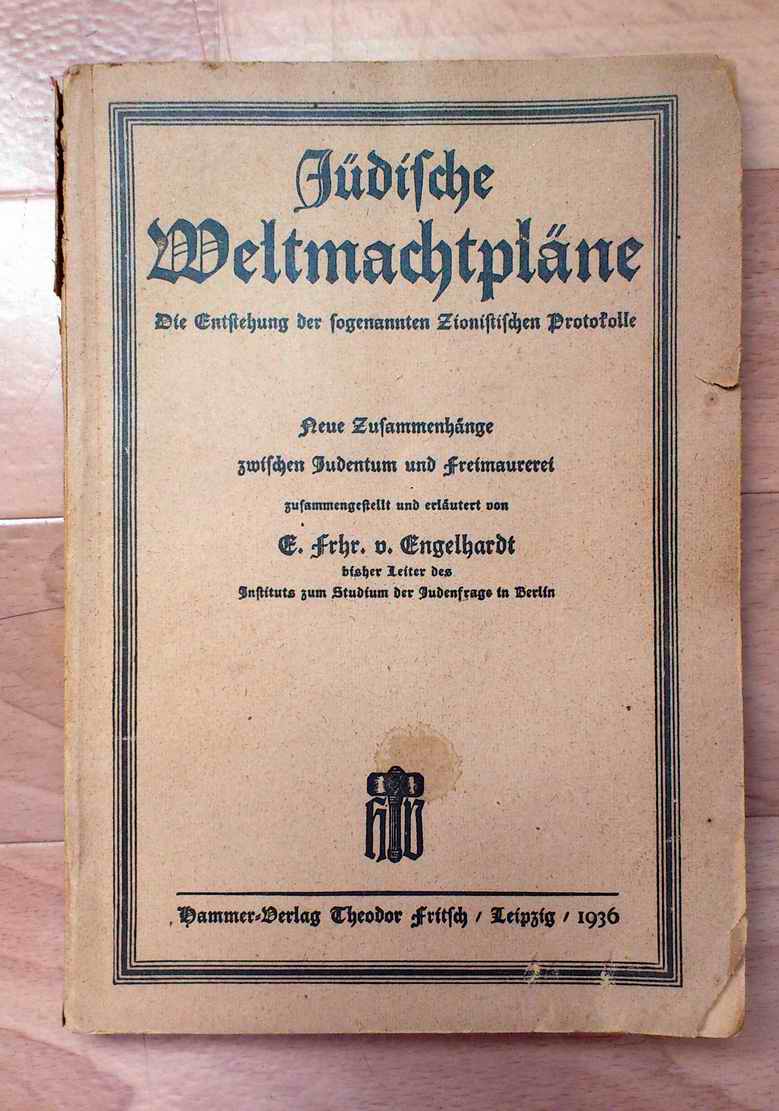 Jüdische
Weltmachtpläne
Die Entstehung der sogenannten Zionistischen Protokolle
Neue Zusammenhänge
zwischen Judentum und Freimaurerei
zusammengestellt und erläutert von
E. Frhr. v. Engelhardt
bisher Leiter des
Instituts zum Studium der Judenfrage in Berlin
HV
Hammer-Verlag Theodor Fritsch / Leipzig / 1936